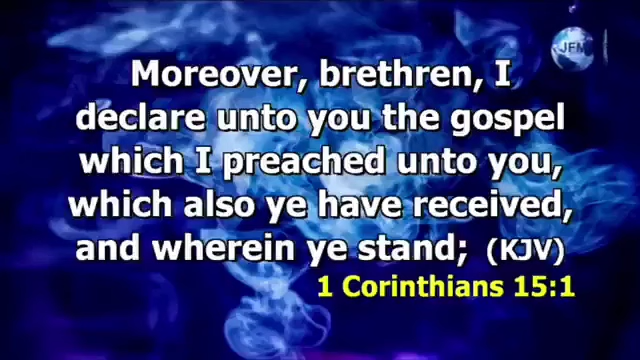 JFM
Moreover, brethren, I
declare unto you the gospel
which I preached unto you,
which also ye have received,
and wherein ye stand; (KJV)
1 Corinthians 15:1